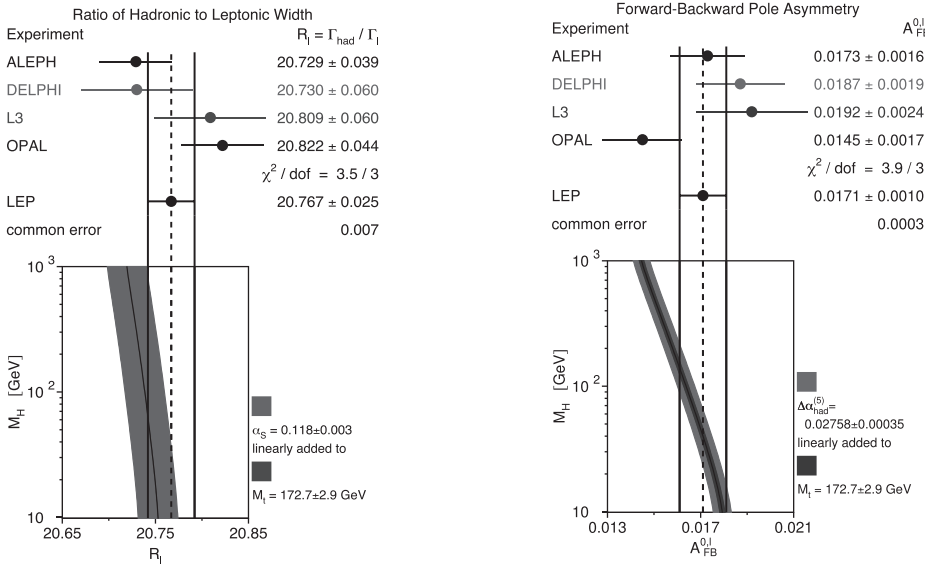 Ratio of Hadronic to Leptonic Width
Experiment R_l = Γ_had / Γ_l
ALEPH 20.729 ± 0.039
DELPHI 20.730 ± 0.060
L3 20.809 ± 0.060
OPAL 20.822 ± 0.044
χ² / dof = 3.5 / 3
LEP 20.767 ± 0.025
common error 0.007
10³
10²
10
M_H [GeV]
20.65 20.75 20.85
R_l
α_S = 0.118±0.003
linearly added to
M_t = 172.7±2.9 GeV
Forward-Backward Pole Asymmetry
Experiment A_FB^0,l
ALEPH 0.0173 ± 0.0016
DELPHI 0.0187 ± 0.0019
L3 0.0192 ± 0.0024
OPAL 0.0145 ± 0.0017
χ² / dof = 3.9 / 3
LEP 0.0171 ± 0.0010
common error 0.0003
10³
10²
10
M_H [GeV]
0.013 0.017 0.021
A_FB^0,l
Δα_had^(5)=
0.02758±0.00035
linearly added to
M_t = 172.7±2.9 GeV